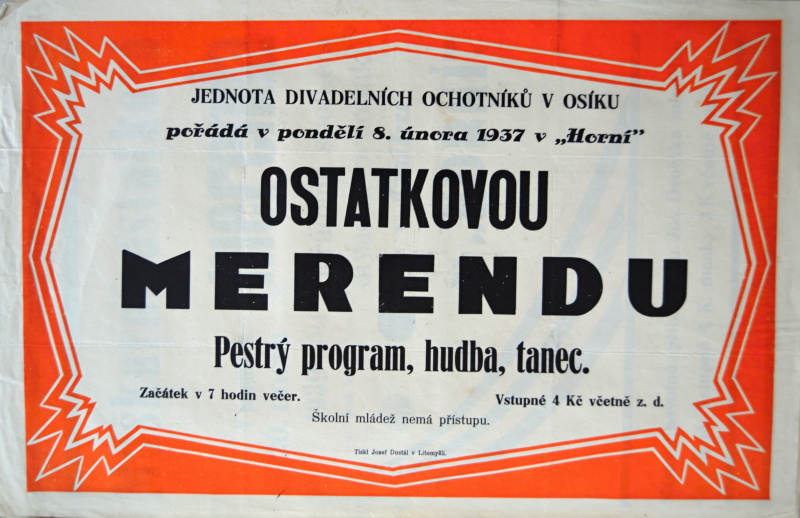 JEDNOTA DIVADELNÍCH OCHOTNÍKŮ V OSÍKU
pořádá v pondělí 8. února 1937 v „Horní”
OSTATKOVOU
MERENDU
Pestrý program, hudba, tanec.
Začátek v 7 hodin večer.
Vstupné 4 Kč včetně z. d.
Školní mládež nemá přístupu.
Tiskl Josef Dostál v Litomyšli.